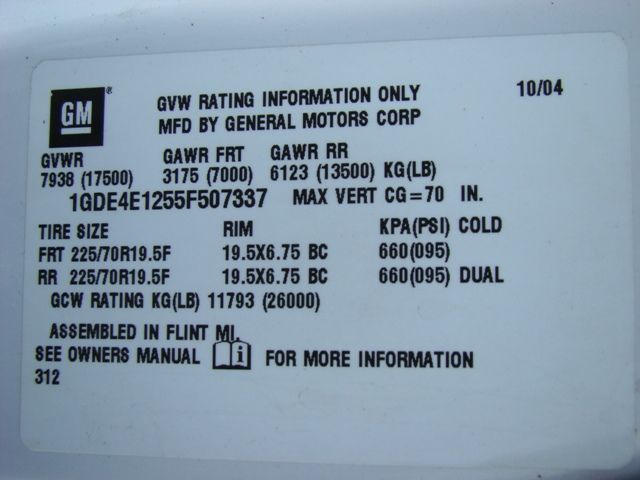 GM ® GVW RATING INFORMATION ONLY 10/04
MFD BY GENERAL MOTORS CORP
GVWR GAWR FRT GAWR RR
7938 (17500) 3175 (7000) 6123 (13500) KG(LB)
1GDE4E1255F507337 MAX VERT CG=70 IN.
TIRE SIZE RIM KPA(PSI) COLD
FRT 225/70R19.5F 19.5X6.75 BC 660(095)
RR 225/70R19.5F 19.5X6.75 BC 660(095) DUAL
GCW RATING KG(LB) 11793 (26000)
ASSEMBLED IN FLINT MI.
SEE OWNERS MANUAL i FOR MORE INFORMATION
312